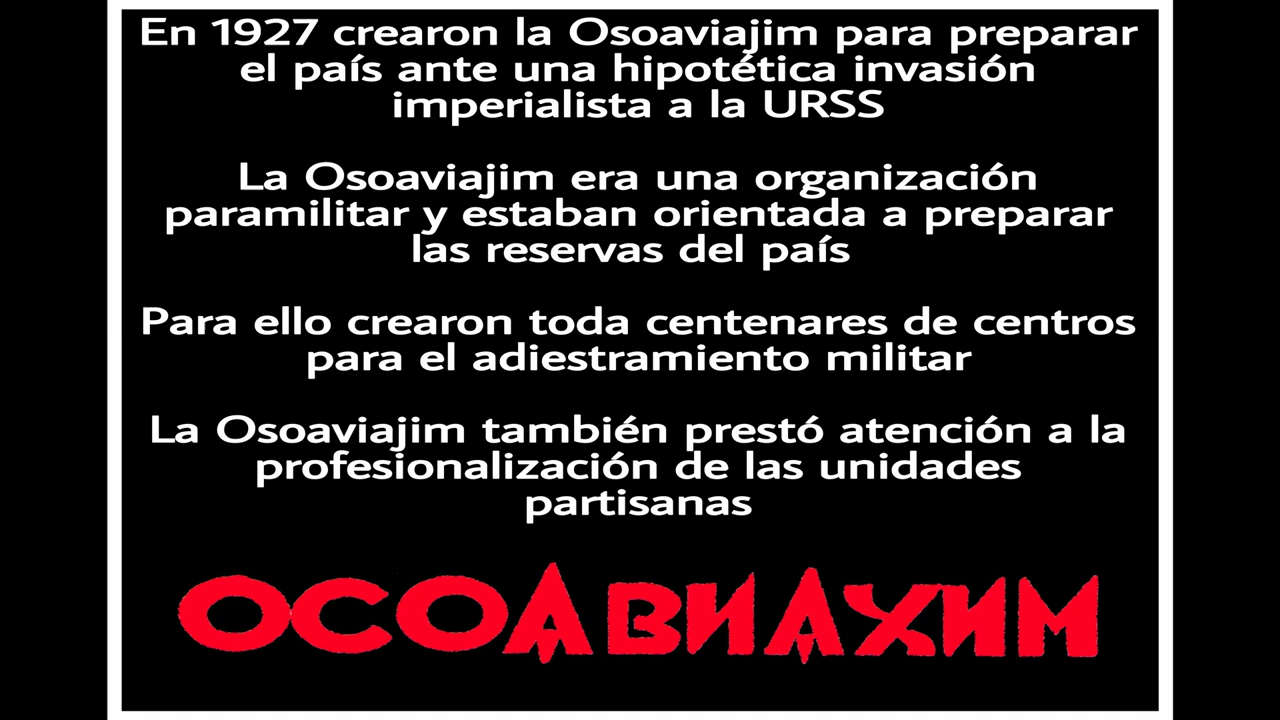 En 1927 crearon la Osoaviajim para preparar
el país ante una hipotética invasión
imperialista a la URSS
La Osoaviajim era una organización
paramilitar y estaban orientada a preparar
las reservas del país
Para ello crearon toda centenares de centros
para el adiestramiento militar
La Osoaviajim también prestó atención a la
profesionalización de las unidades
partisanas
ОСОАВИАХИМ